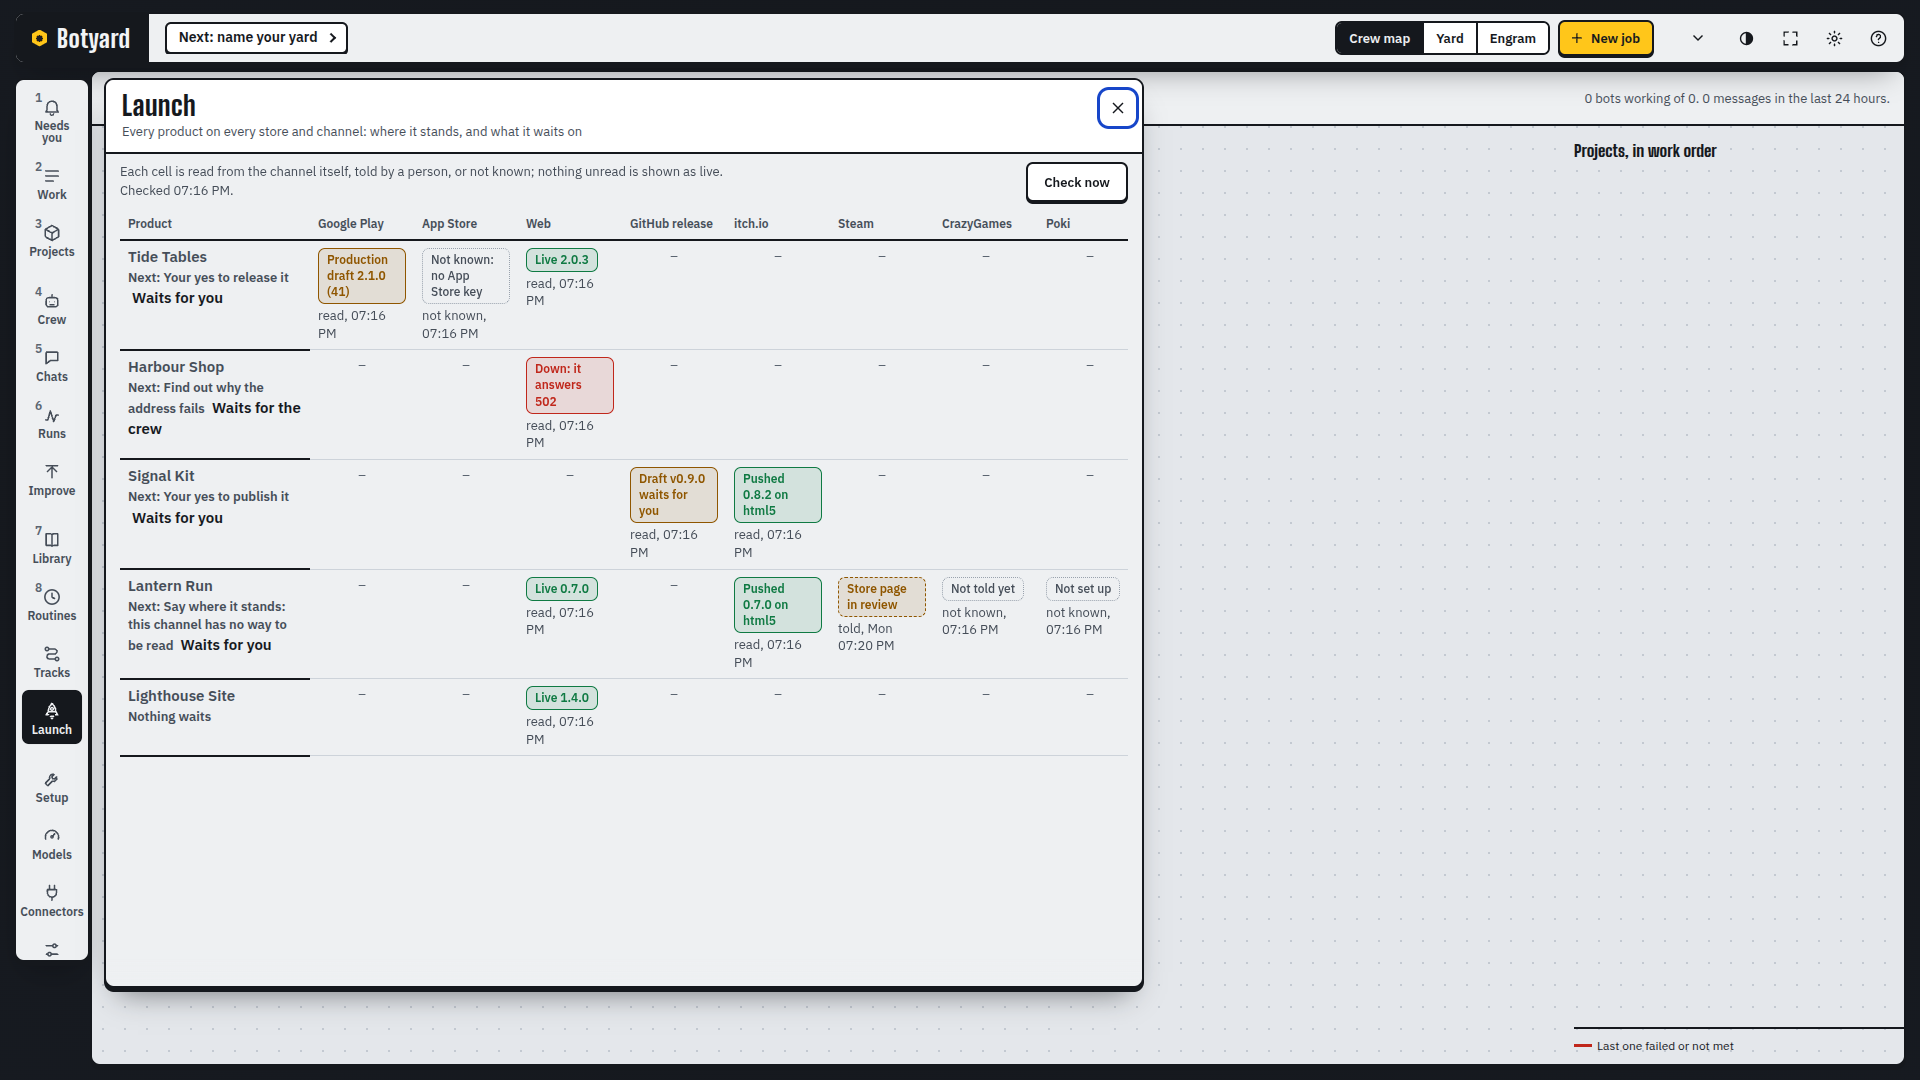 Botyard
Next: name your yard
Crew map
Yard
Engram
New job
1
Needs
you
2
Work
3
Projects
4
Crew
5
Chats
6
Runs
Improve
7
Library
8
Routines
Tracks
Launch
Setup
Models
Connectors
Launch
Every product on every store and channel: where it stands, and what it waits on
0 bots working of 0. 0 messages in the last 24 hours.
Projects, in work order
Each cell is read from the channel itself, told by a person, or not known; nothing unread is shown as live.
Checked 07:16 PM.
Check now
Product
Google Play
App Store
Web
GitHub release
itch.io
Steam
CrazyGames
Poki
Tide Tables
Next: Your yes to release it
Waits for you
Production
draft 2.1.0
(41)
read, 07:16
PM
Not known:
no App
Store key
not known,
07:16 PM
Live 2.0.3
read, 07:16
PM
–
–
–
–
–
Harbour Shop
Next: Find out why the
address fails Waits for the
crew
–
–
Down: it
answers
502
read, 07:16
PM
–
–
–
–
–
Signal Kit
Next: Your yes to publish it
Waits for you
–
–
–
Draft v0.9.0
waits for
you
read, 07:16
PM
Pushed
0.8.2 on
html5
read, 07:16
PM
–
–
–
Lantern Run
Next: Say where it stands:
this channel has no way to
be read Waits for you
–
–
Live 0.7.0
read, 07:16
PM
–
Pushed
0.7.0 on
html5
read, 07:16
PM
Store page
in review
told, Mon
07:20 PM
Not told yet
not known,
07:16 PM
Not set up
not known,
07:16 PM
Lighthouse Site
Nothing waits
–
–
Live 1.4.0
read, 07:16
PM
–
–
–
–
–
Last one failed or not met